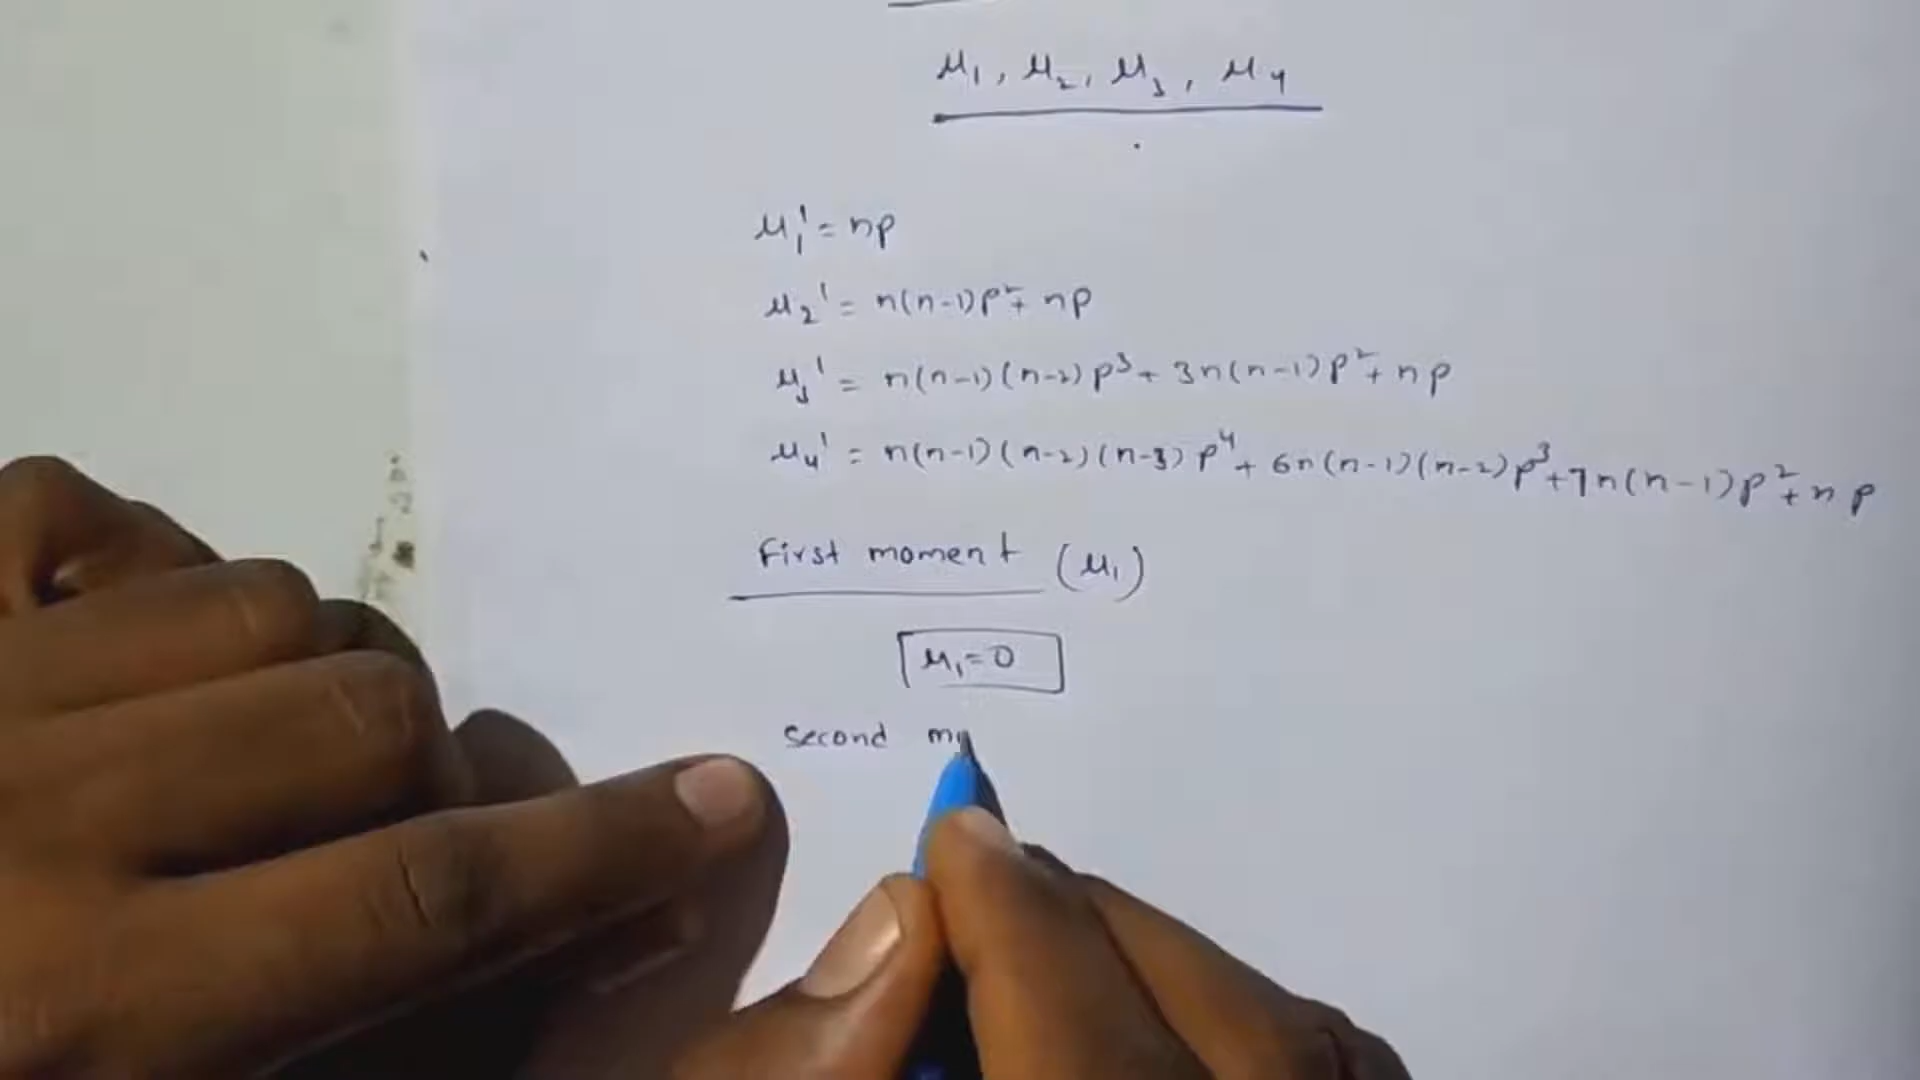 μ₁, μ₂, μ₃, μ₄
μ₁' = np
μ₂' = n(n-1)p² + np
μ₃' = n(n-1)(n-2)p³ + 3n(n-1)p² + np
μ₄' = n(n-1)(n-2)(n-3)p⁴ + 6n(n-1)(n-2)p³ + 7n(n-1)p² + np
First moment (μ₁)
μ₁ = 0
Second mo